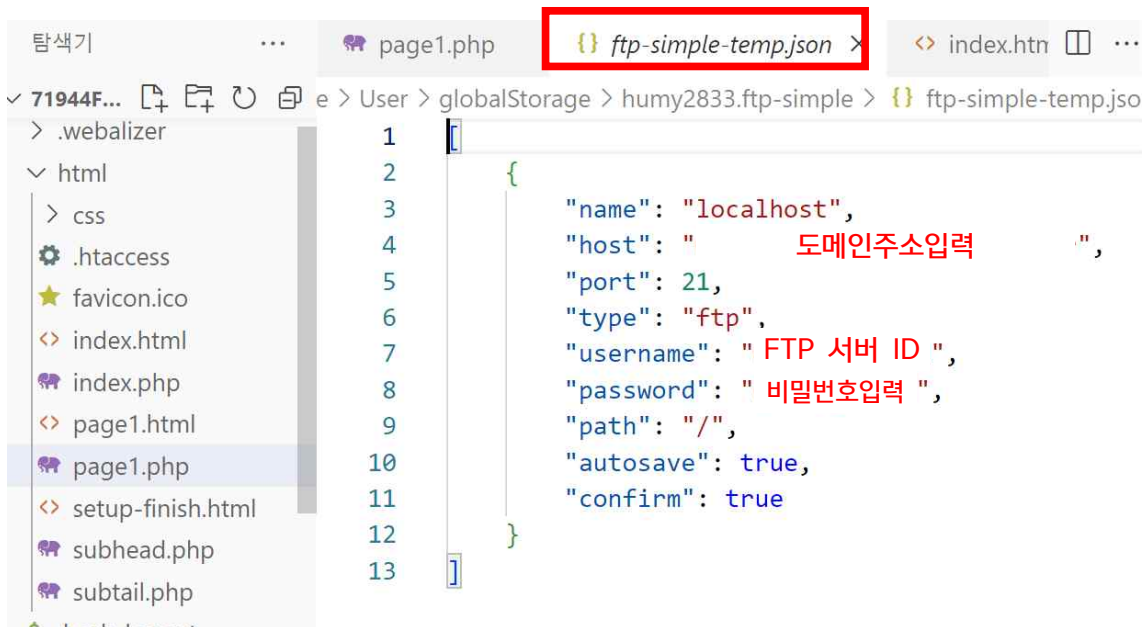 탐색기 ···
page1.php
{} ftp-simple-temp.json ×
<> index.htm ···
71944F...
e > User > globalStorage > humy2833.ftp-simple > {} ftp-simple-temp.jso
> .webalizer
html
> css
.htaccess
favicon.ico
<> index.html
index.php
<> page1.html
page1.php
<> setup-finish.html
subhead.php
subtail.php
1 [
2 {
3 "name": "localhost",
4 "host": " 도메인주소입력 ",
5 "port": 21,
6 "type": "ftp",
7 "username": " FTP 서버 ID ",
8 "password": " 비밀번호입력 ",
9 "path": "/",
10 "autosave": true,
11 "confirm": true
12 }
13 ]